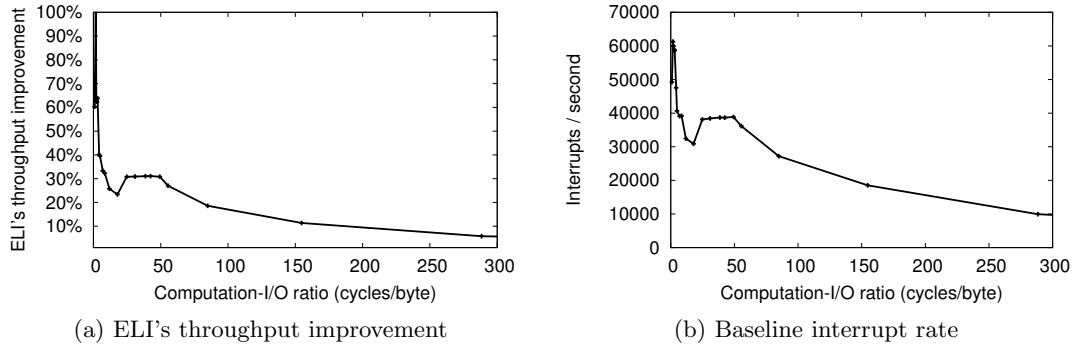 100%
90%
80%
70%
60%
50%
40%
30%
20%
10%
ELI's throughput improvement
0 50 100 150 200 250 300
Computation-I/O ratio (cycles/byte)
(a) ELI's throughput improvement
70000
60000
50000
40000
30000
20000
10000
0
Interrupts / second
0 50 100 150 200 250 300
Computation-I/O ratio (cycles/byte)
(b) Baseline interrupt rate